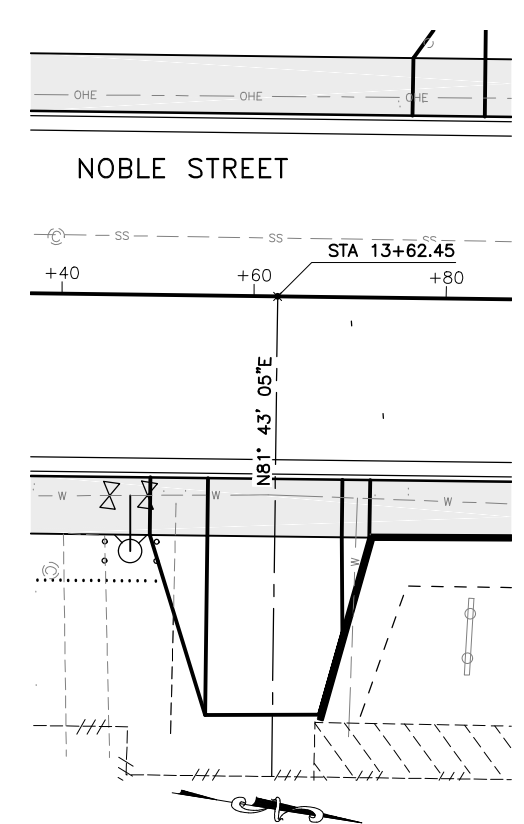 OHE OHE OHE
NOBLE STREET
C SS SS SS
STA 13+62.45
+40 +60 +80
N81° 43' 05"E
W W W
W
C